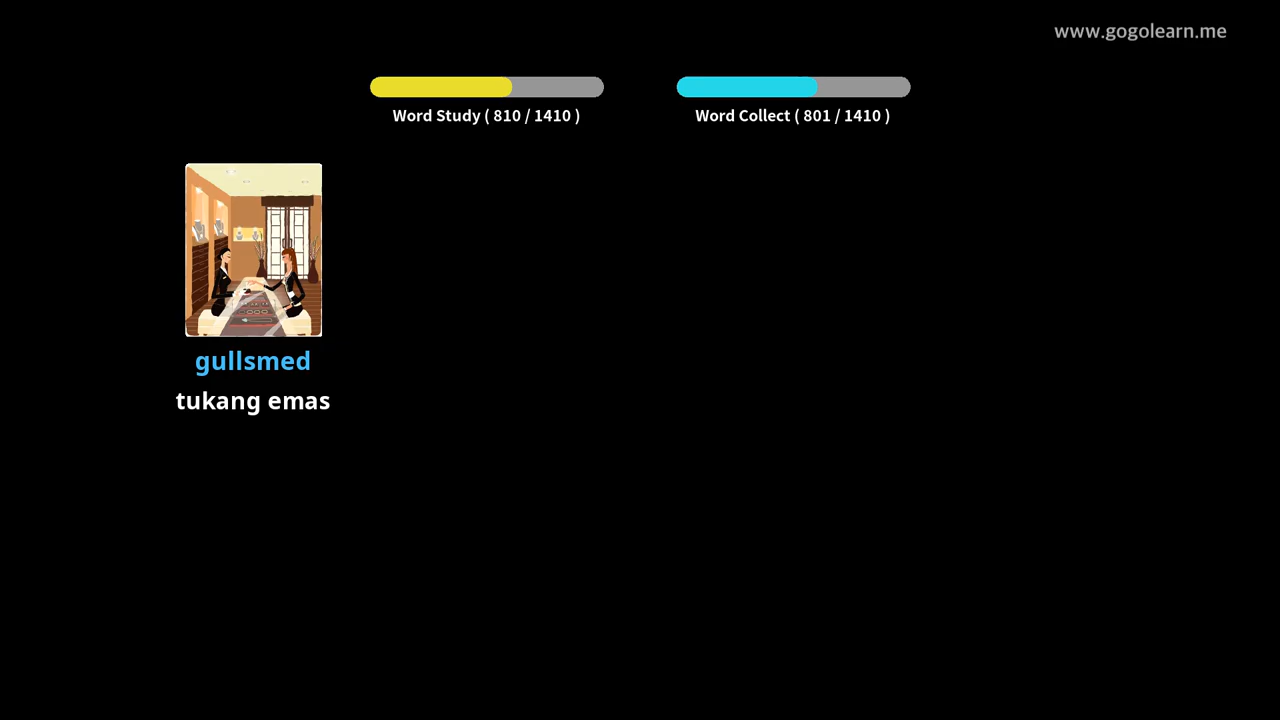 www.gogolearn.me
Word Study ( 810 / 1410 )
Word Collect ( 801 / 1410 )
gullsmed
tukang emas